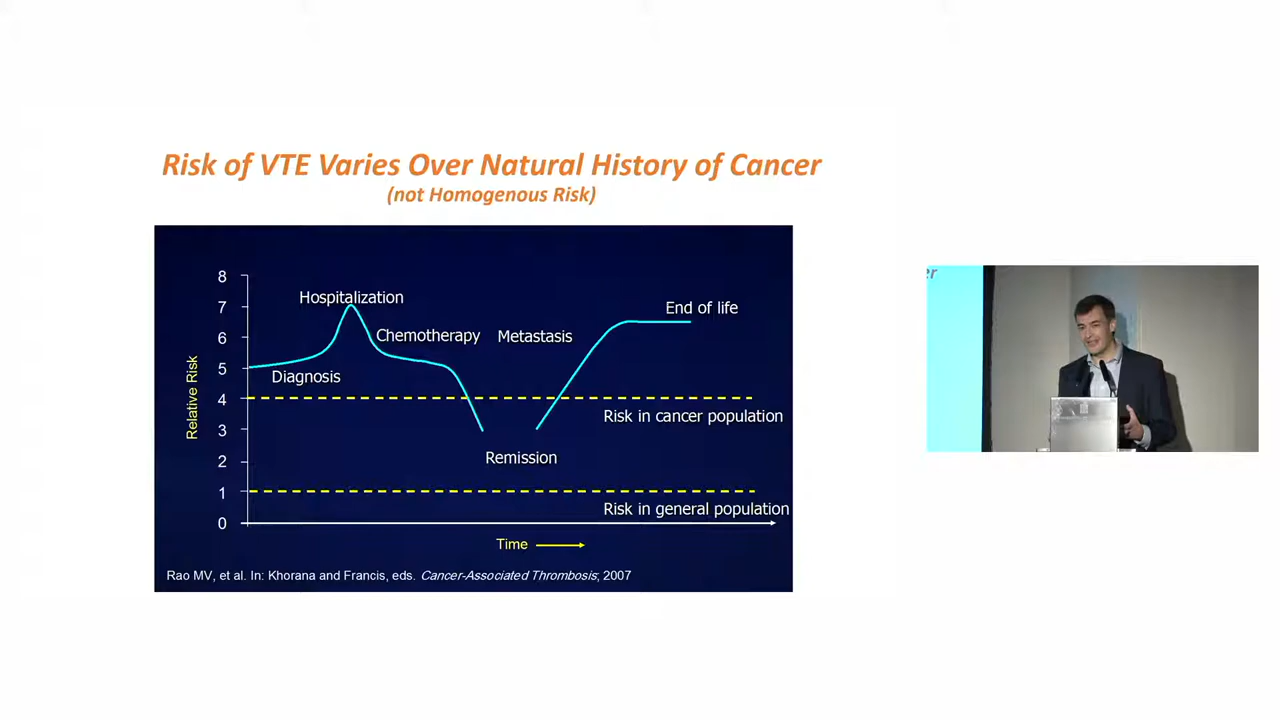 Risk of VTE Varies Over Natural History of Cancer
(not Homogenous Risk)
8
7
6
5
4
3
2
1
0
Relative Risk
Hospitalization
Chemotherapy
Metastasis
End of life
Diagnosis
Risk in cancer population
Remission
Risk in general population
Time
Rao MV, et al. In: Khorana and Francis, eds. Cancer-Associated Thrombosis; 2007
er